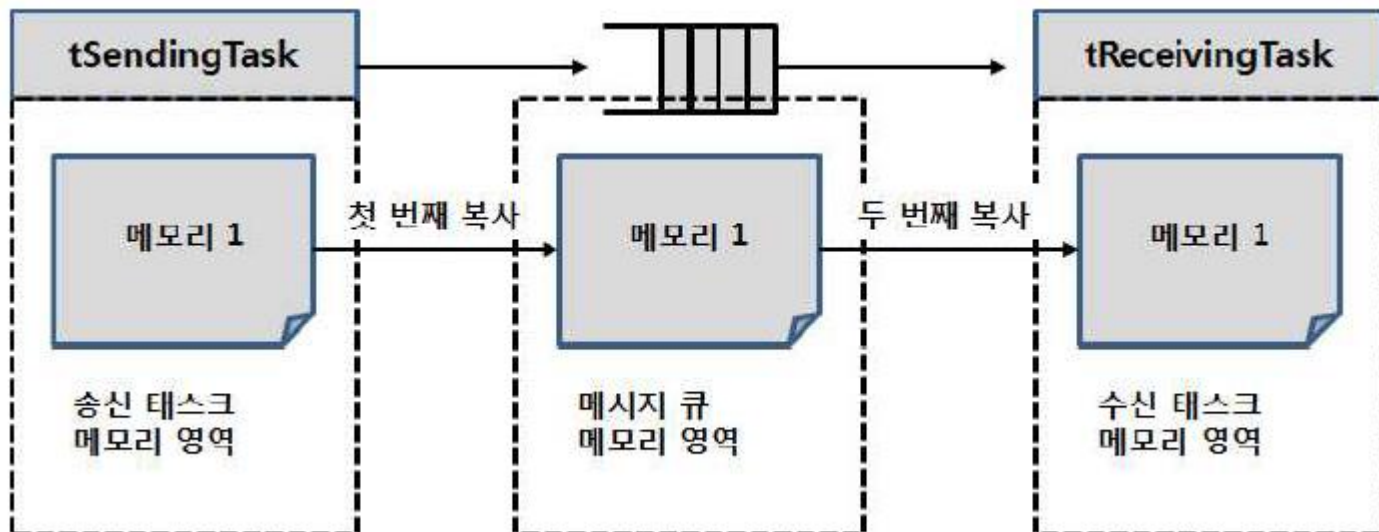 tSendingTask
tReceivingTask
첫 번째 복사
두 번째 복사
메모리 1
메모리 1
메모리 1
송신 태스크
메모리 영역
메시지 큐
메모리 영역
수신 태스크
메모리 영역